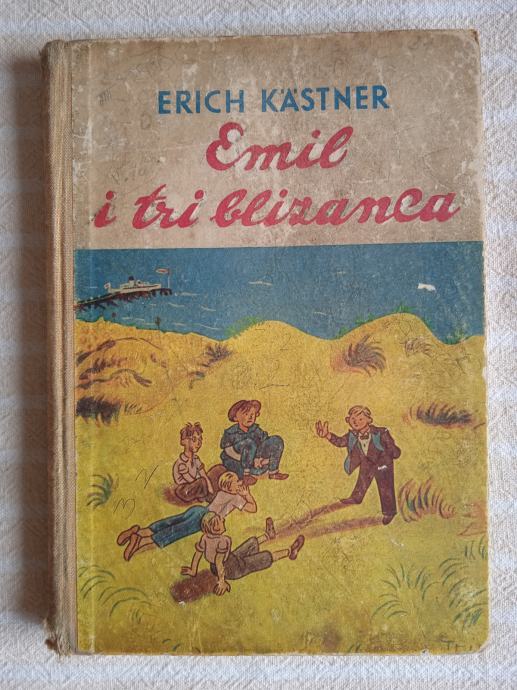 ERICH KÄSTNER
Emil
i tri blizanca